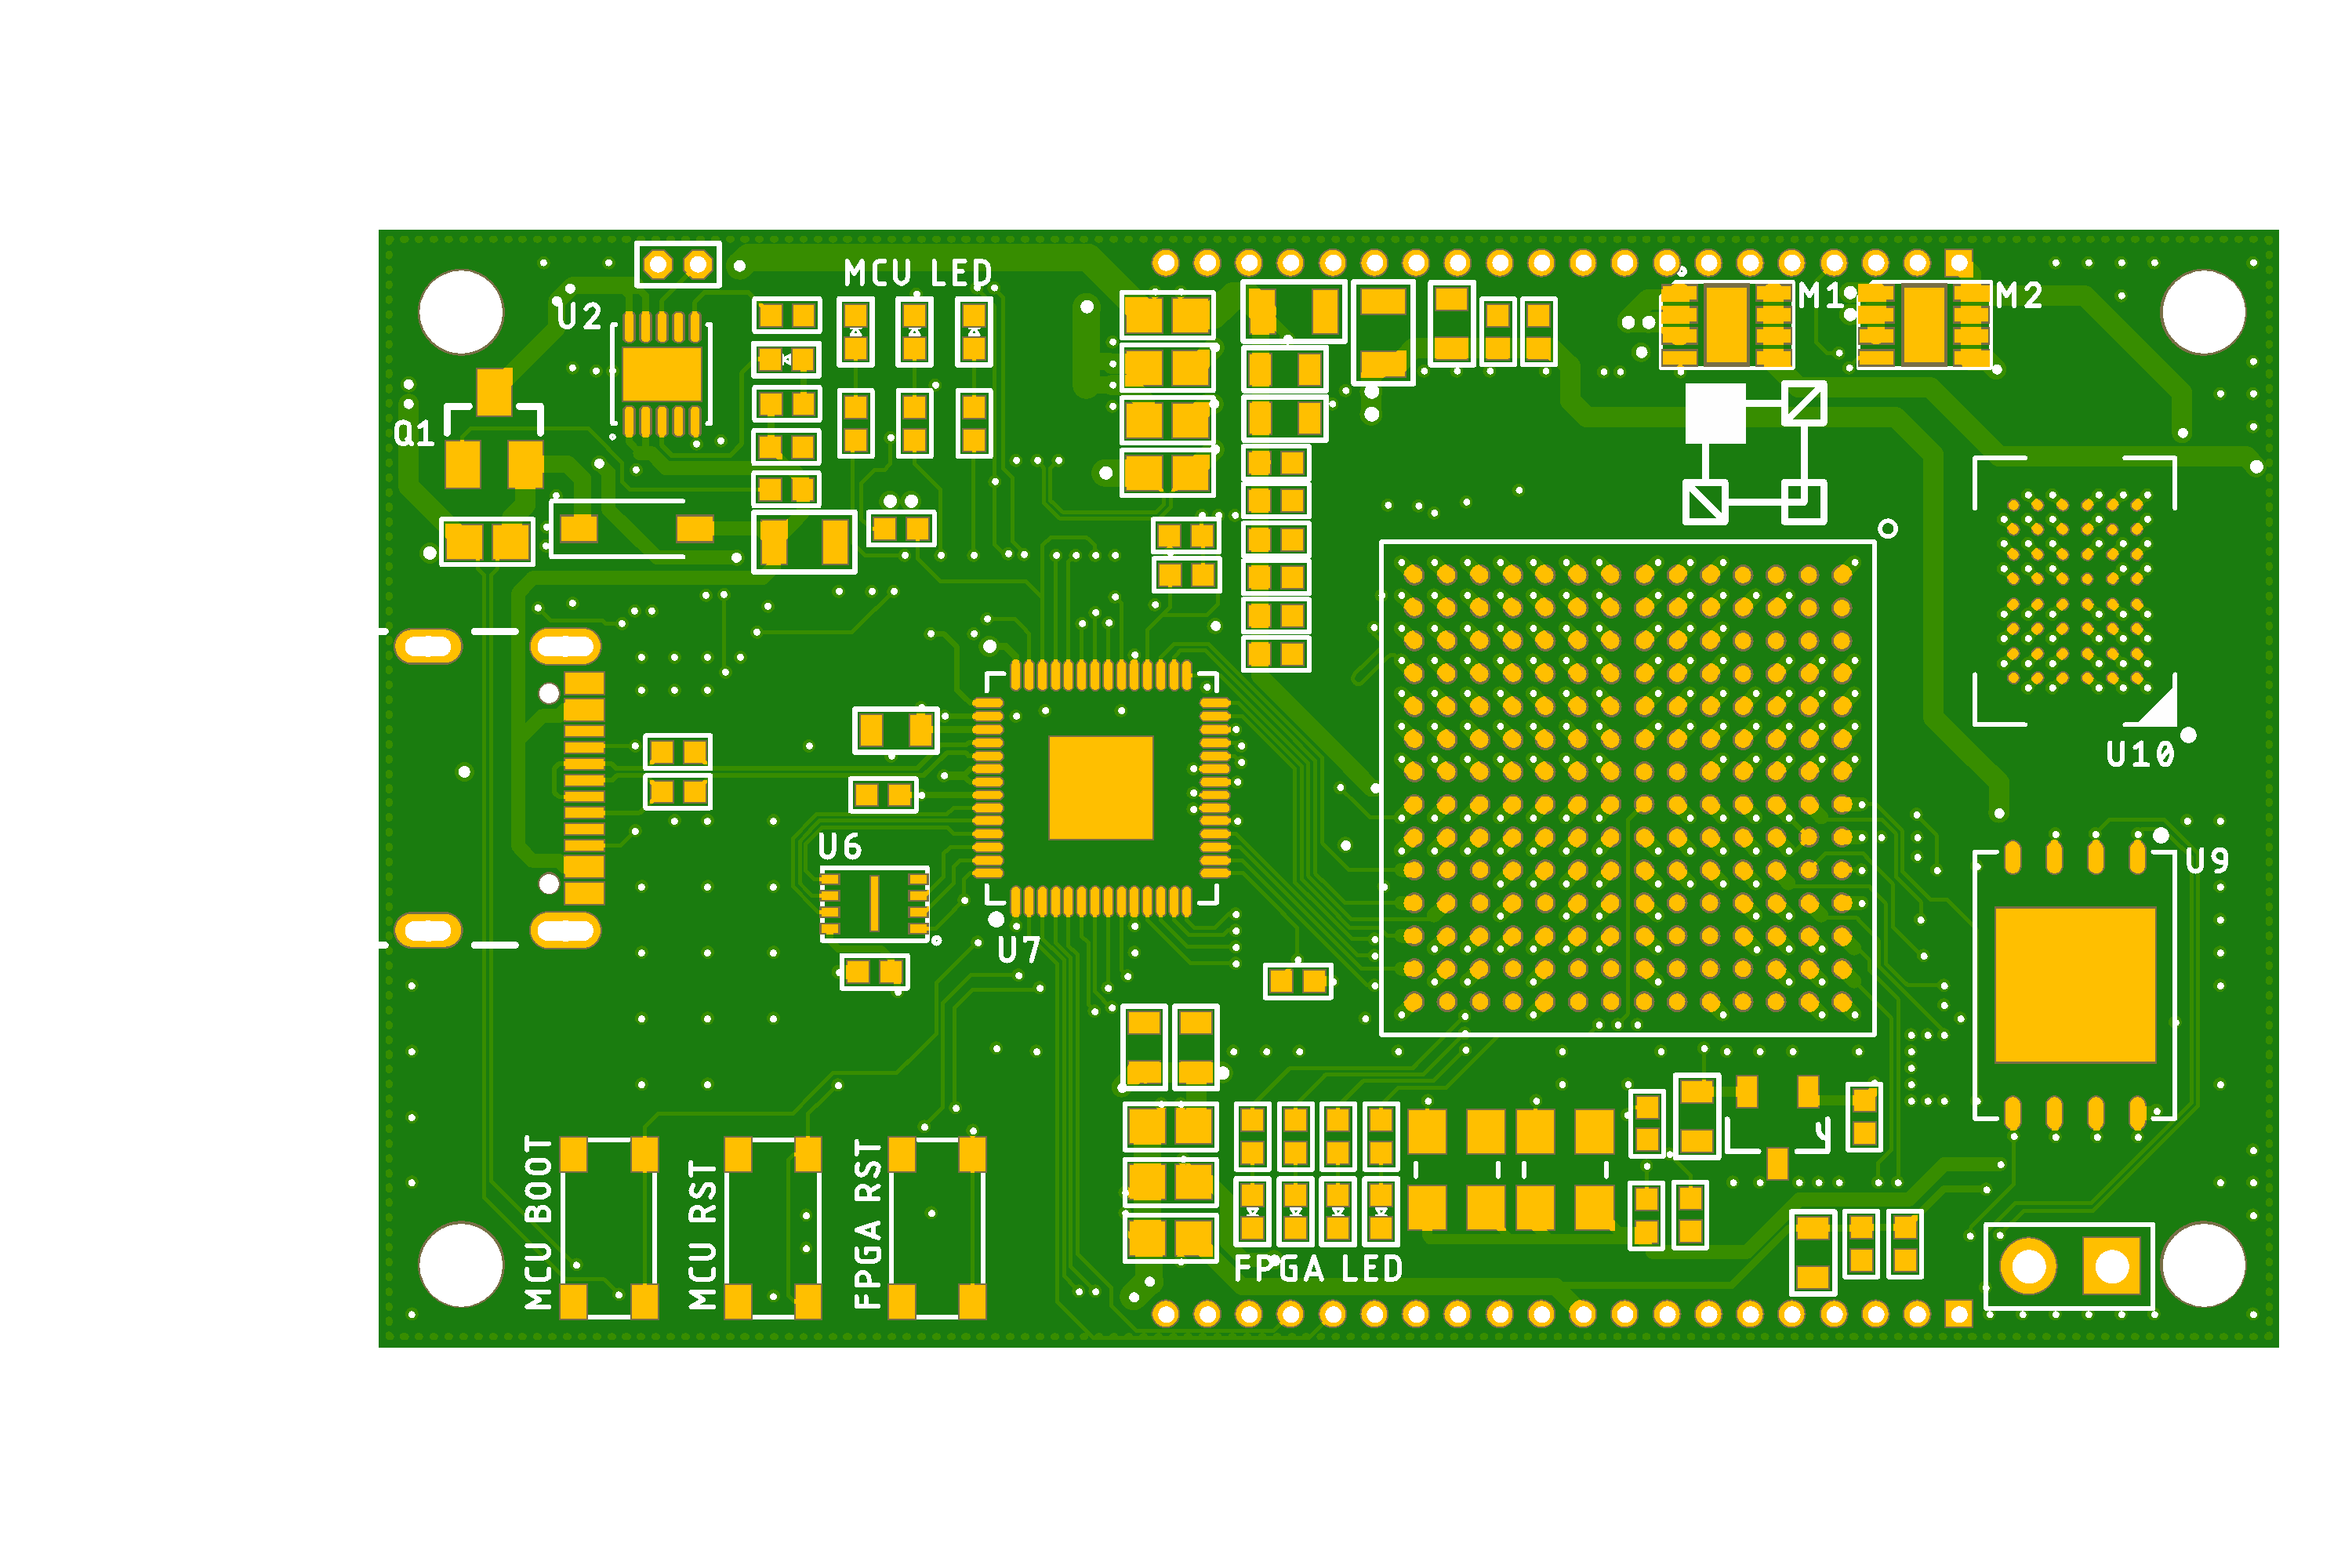 MCU LED
U2
M1
M2
Q1
U10
U6
U9
U7
MCU BOOT
MCU RST
FPGA RST
FPGA LED